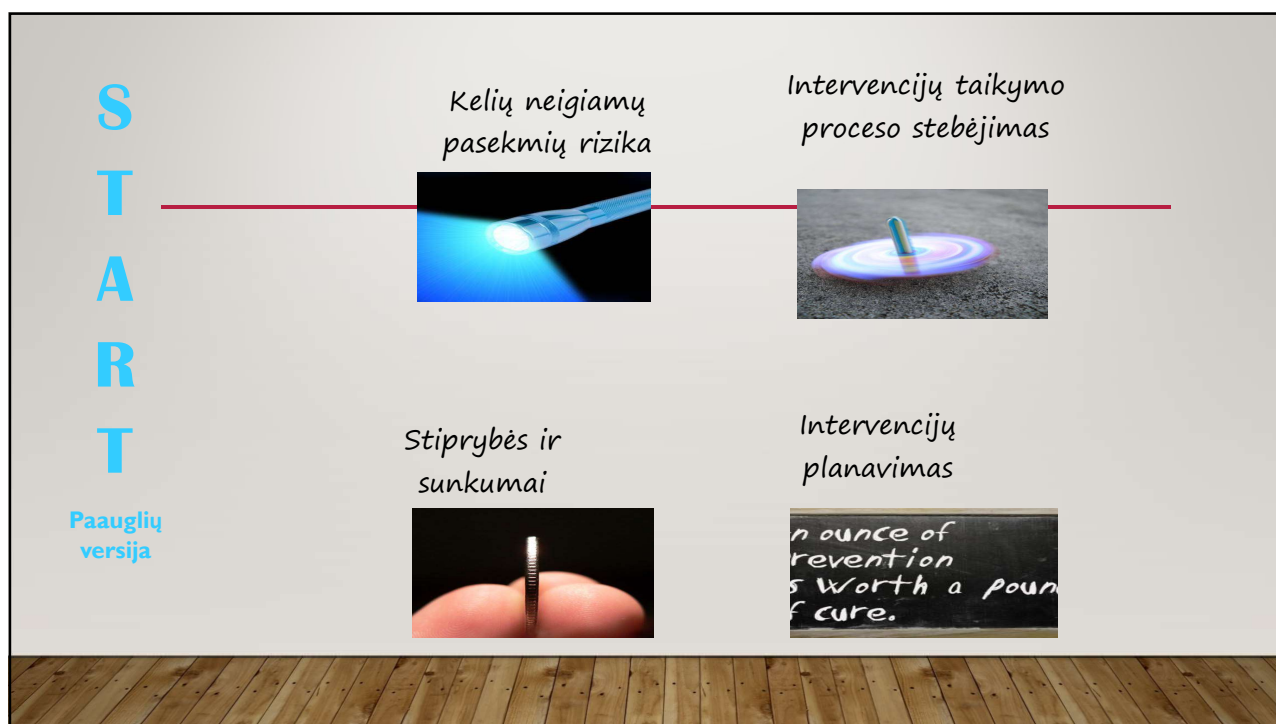 S
T
A
R
T
Paauglių
versija
Kelių neigiamų
pasekmių rizika
Intervencijų taikymo
proceso stebėjimas
Stiprybės ir
sunkumai
Intervencijų
planavimas
n ounce of
revention
s Worth a poun
f cure.